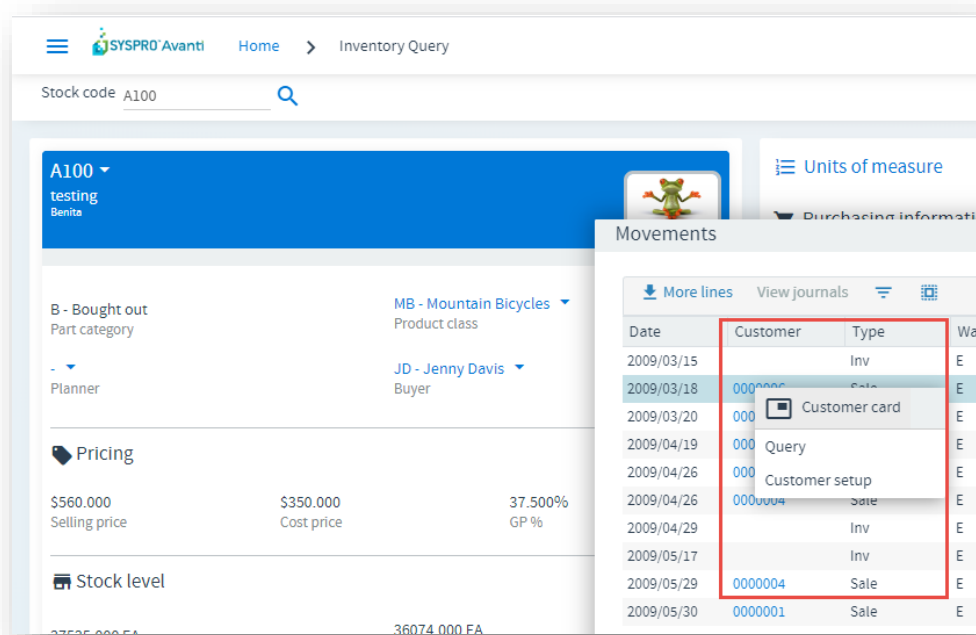 SYSPRO Avanti Home Inventory Query
Stock code A100
A100
testing
Benita
Units of measure
B - Bought out
Part category
MB - Mountain Bicycles
Product class
-
Planner
JD - Jenny Davis
Buyer
Pricing
$560.000 $350.000 37.500%
Selling price Cost price GP %
Stock level
36074.000 EA
Movements
More lines View journals
Date Customer Type
2009/03/15 Inv E
2009/03/18 0000006 Sale E
Customer card
2009/03/20 000 E
2009/04/19 000 E
Query
2009/04/26 000 E
Customer setup
2009/04/26 0000004 Sale E
2009/04/29 Inv E
2009/05/17 Inv E
2009/05/29 0000004 Sale E
2009/05/30 0000001 Sale E